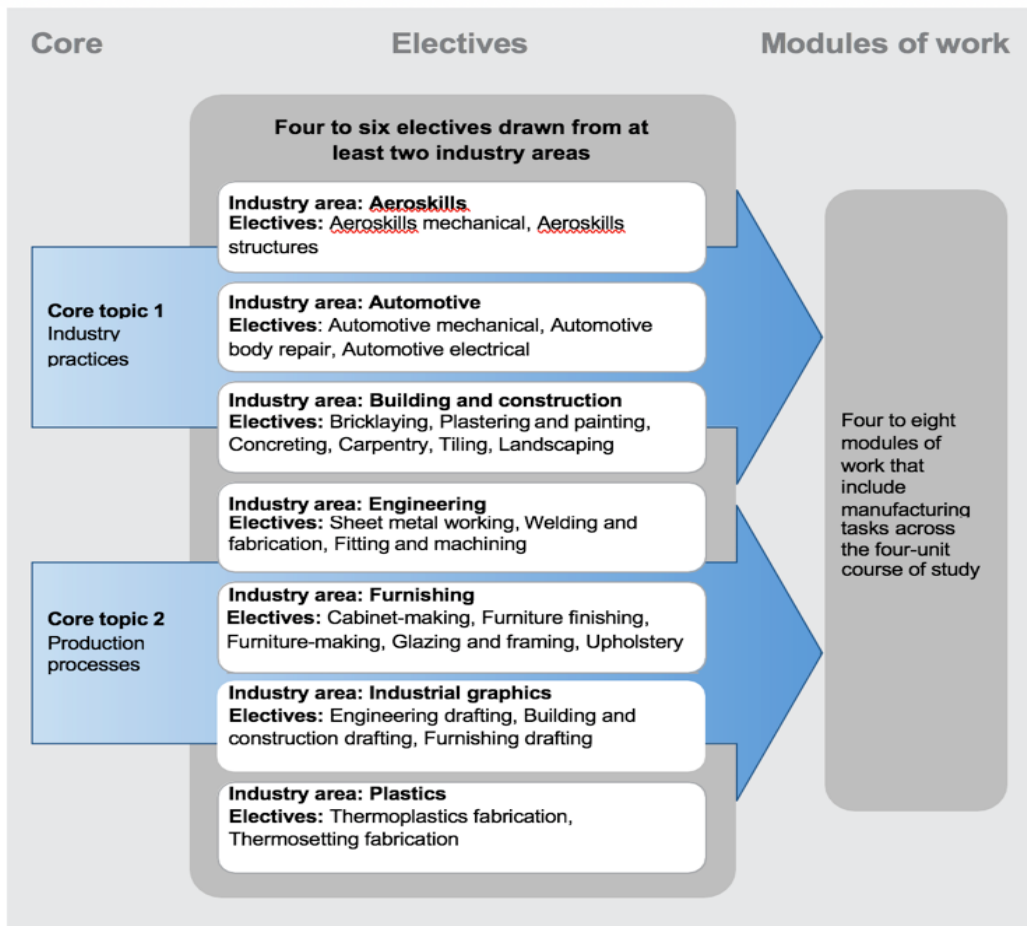 Core
Electives
Modules of work
Four to six electives drawn from at
least two industry areas
Core topic 1
Industry
practices
Core topic 2
Production
processes
Industry area: Aeroskills
Electives: Aeroskills mechanical, Aeroskills
structures
Industry area: Automotive
Electives: Automotive mechanical, Automotive
body repair, Automotive electrical
Industry area: Building and construction
Electives: Bricklaying, Plastering and painting,
Concreting, Carpentry, Tiling, Landscaping
Industry area: Engineering
Electives: Sheet metal working, Welding and
fabrication, Fitting and machining
Industry area: Furnishing
Electives: Cabinet-making, Furniture finishing,
Furniture-making, Glazing and framing, Upholstery
Industry area: Industrial graphics
Electives: Engineering drafting, Building and
construction drafting, Furnishing drafting
Industry area: Plastics
Electives: Thermoplastics fabrication,
Thermosetting fabrication
Four to eight
modules of
work that
include
manufacturing
tasks across
the four-unit
course of study